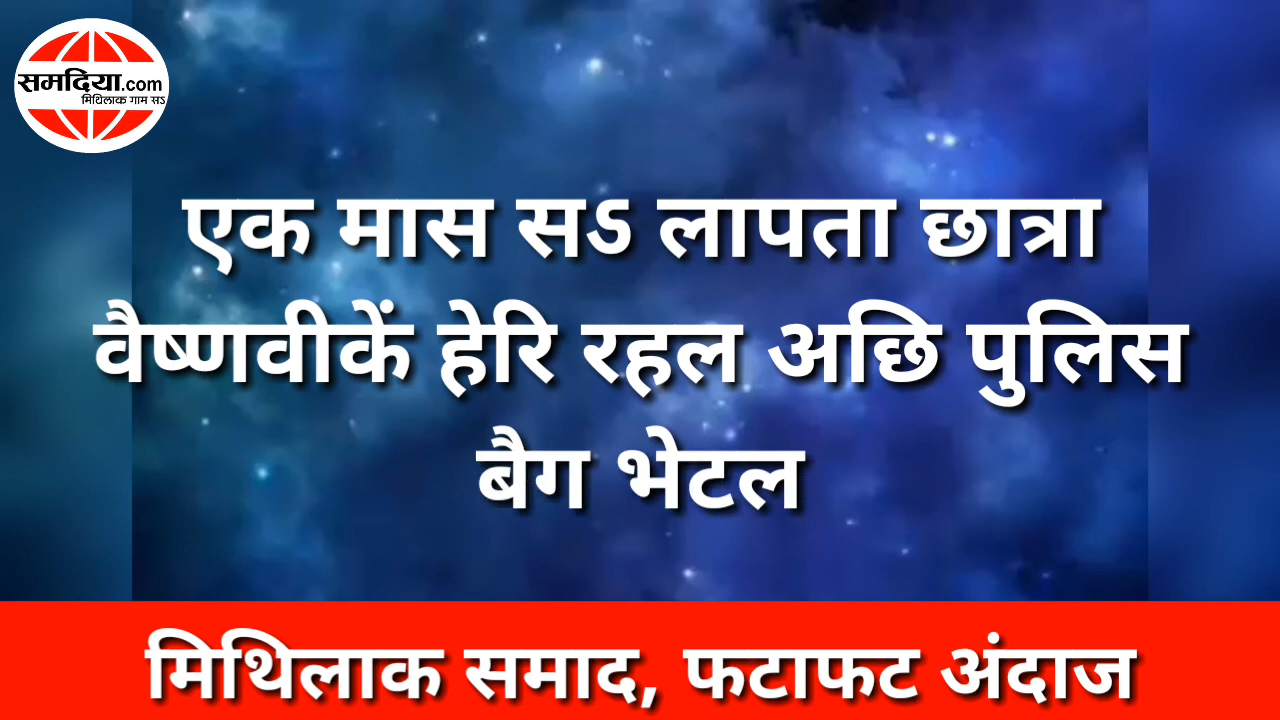 समदिया.com
मिथिलाक गाम सऽ
एक मास सऽ लापता छात्रा
वैष्णवीकें हेरि रहल अछि पुलिस
बैग भेटल
मिथिलाक समाद, फटाफट अंदाज